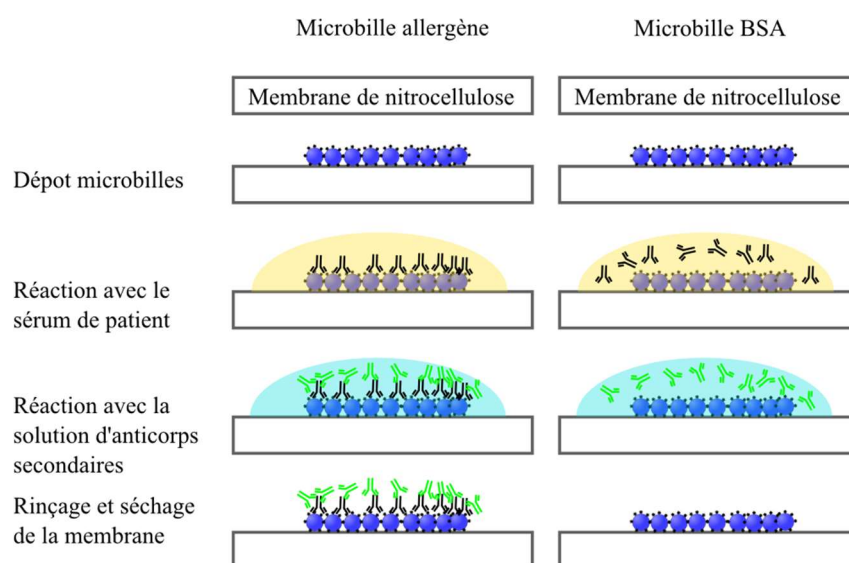 Microbille allergène
Microbille BSA
Membrane de nitrocellulose
Membrane de nitrocellulose
Dépot microbilles
Réaction avec le
sérum de patient
Réaction avec la
solution d'anticorps
secondaires
Rinçage et séchage
de la membrane